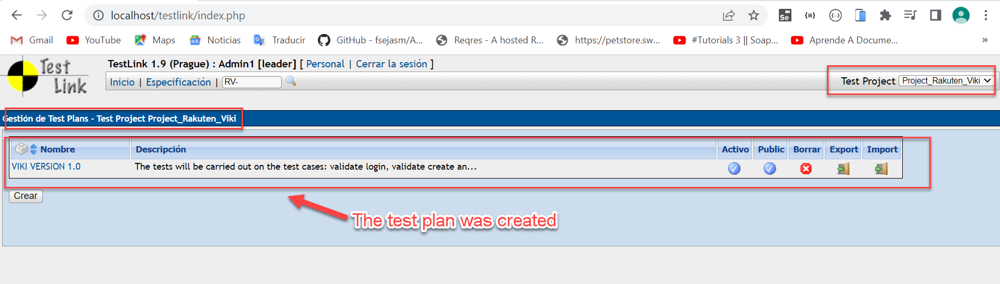 localhost/testlink/index.php
Se
Gmail YouTube Maps Noticias Traducir GitHub - fsejasm/A... Reqres - A hosted R... https://petstore.sw... #Tutorials 3 || Soap... Aprende A Docume... »
Test Link
TestLink 1.9 (Prague) : Admin1 [leader] [ Personal | Cerrar la sesión ]
Inicio | Especificación | RV-
Test Project Project_Rakuten_Viki
Gestión de Test Plans - Test Project Project_Rakuten_Viki
Nombre Descripción Activo Public Borrar Export Import
VIKI VERSION 1.0 The tests will be carried out on the test cases: validate login, validate create an...
Crear
The test plan was created